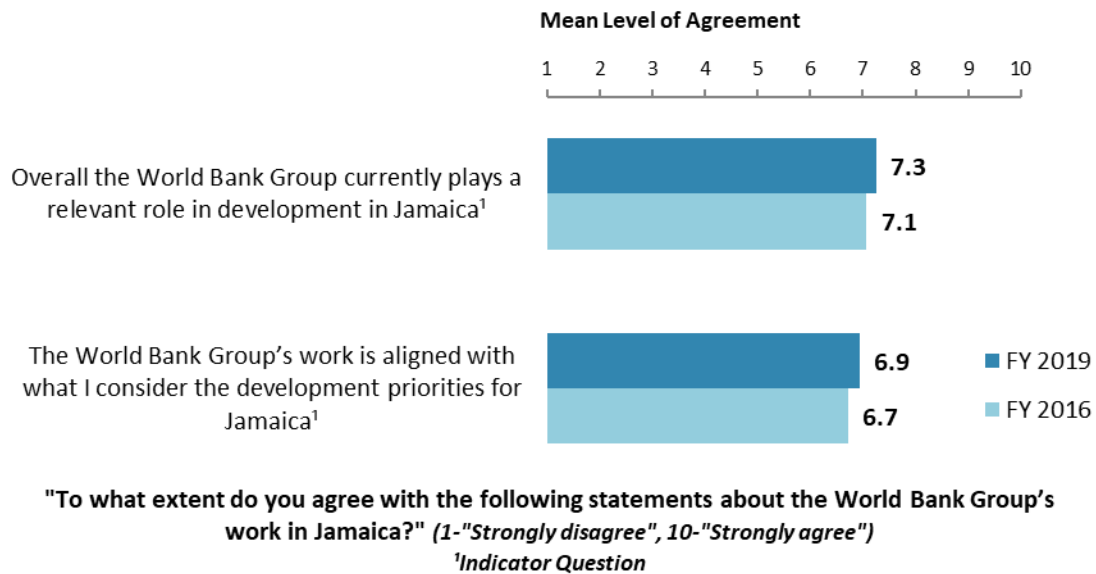 Mean Level of Agreement
1 2 3 4 5 6 7 8 9 10
Overall the World Bank Group currently plays a
relevant role in development in Jamaica¹
7.3
7.1
The World Bank Group’s work is aligned with
what I consider the development priorities for
Jamaica¹
6.9
6.7
FY 2019
FY 2016
"To what extent do you agree with the following statements about the World Bank Group’s
work in Jamaica?" (1-"Strongly disagree", 10-"Strongly agree")
¹Indicator Question